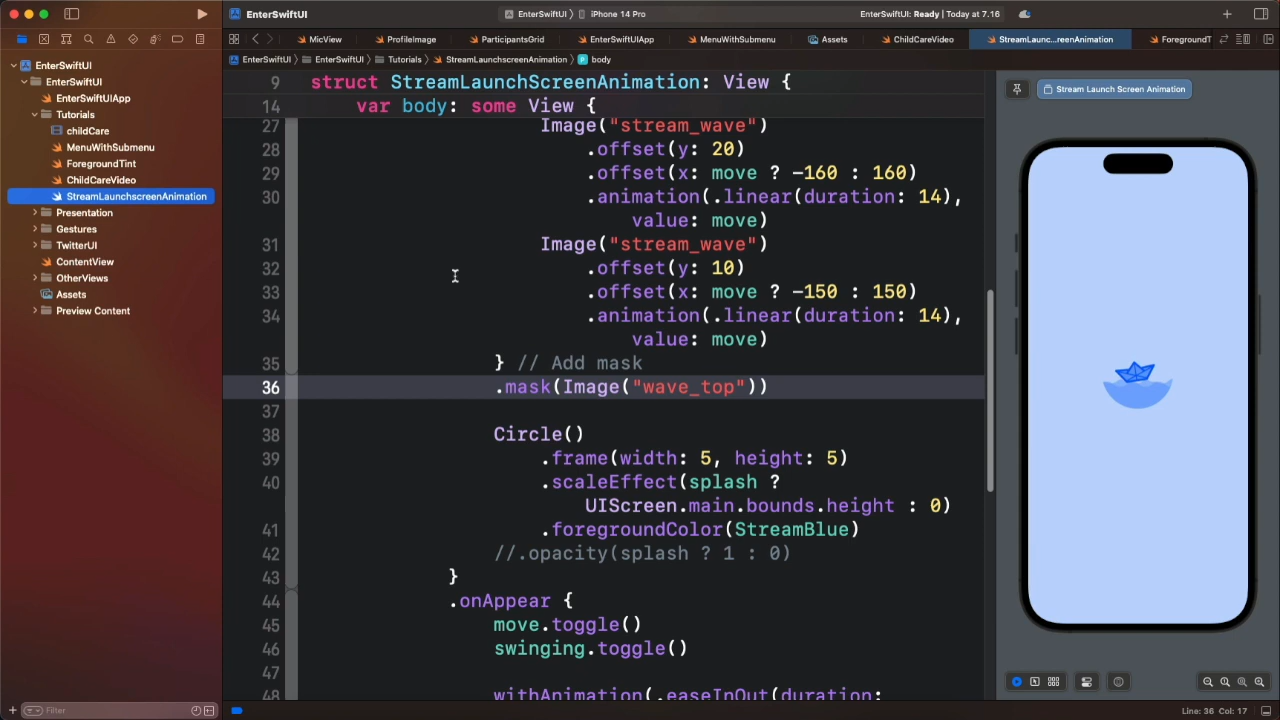 EnterSwiftUI
EnterSwiftUI 〉 iPhone 14 Pro
EnterSwiftUI: Ready | Today at 7.16
MicView
ProfileImage
ParticipantsGrid
EnterSwiftUIApp
MenuWithSubmenu
Assets
ChildCareVideo
StreamLaunc...reenAnimation
ForegroundT
EnterSwiftUI 〉 EnterSwiftUI 〉 Tutorials 〉 StreamLaunchscreenAnimation 〉 P body
EnterSwiftUI
EnterSwiftUI
EnterSwiftUIApp
Tutorials
childCare
MenuWithSubmenu
ForegroundTint
ChildCareVideo
StreamLaunchscreenAnimation
Presentation
Gestures
TwitterUI
ContentView
OtherViews
Assets
Preview Content
Filter
9 struct StreamLaunchScreenAnimation: View {
14 var body: some View {
27 Image("stream_wave")
28 .offset(y: 20)
29 .offset(x: move ? -160 : 160)
30 .animation(.linear(duration: 14),
value: move)
31 Image("stream_wave")
32 .offset(y: 10)
33 .offset(x: move ? -150 : 150)
34 .animation(.linear(duration: 14),
value: move)
35 } // Add mask
36 .mask(Image("wave_top"))
37
38 Circle()
39 .frame(width: 5, height: 5)
40 .scaleEffect(splash ?
UIScreen.main.bounds.height : 0)
41 .foregroundColor(StreamBlue)
42 //.opacity(splash ? 1 : 0)
43 }
44 .onAppear {
45 move.toggle()
46 swinging.toggle()
47
48 withAnimation(.easeInOut(duration:
Stream Launch Screen Animation
Line: 36 Col: 17